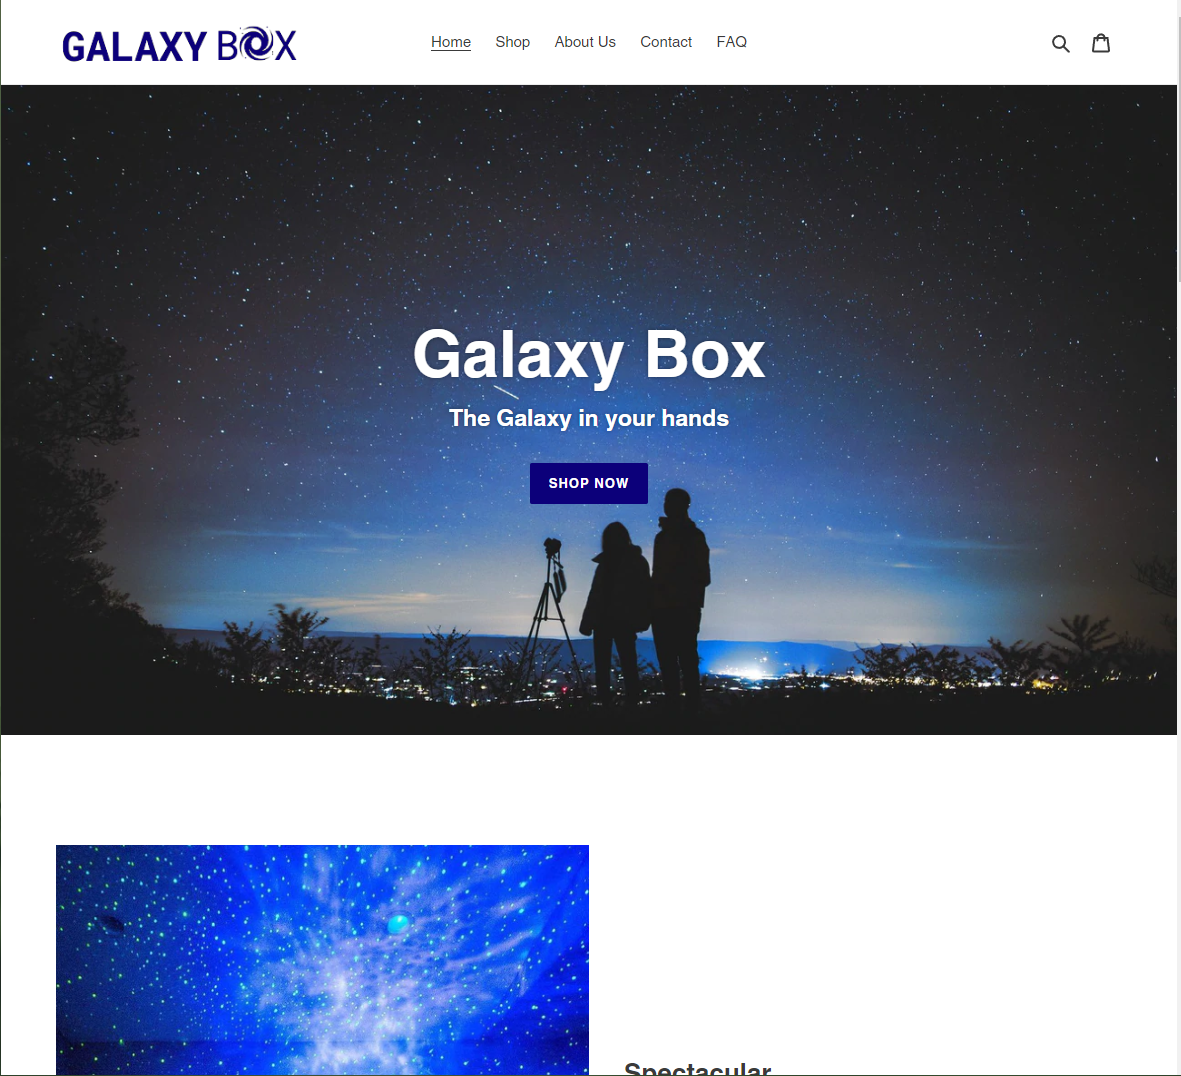 GALAXY BOX
Home Shop About Us Contact FAQ
Galaxy Box
The Galaxy in your hands
SHOP NOW
Spectacular